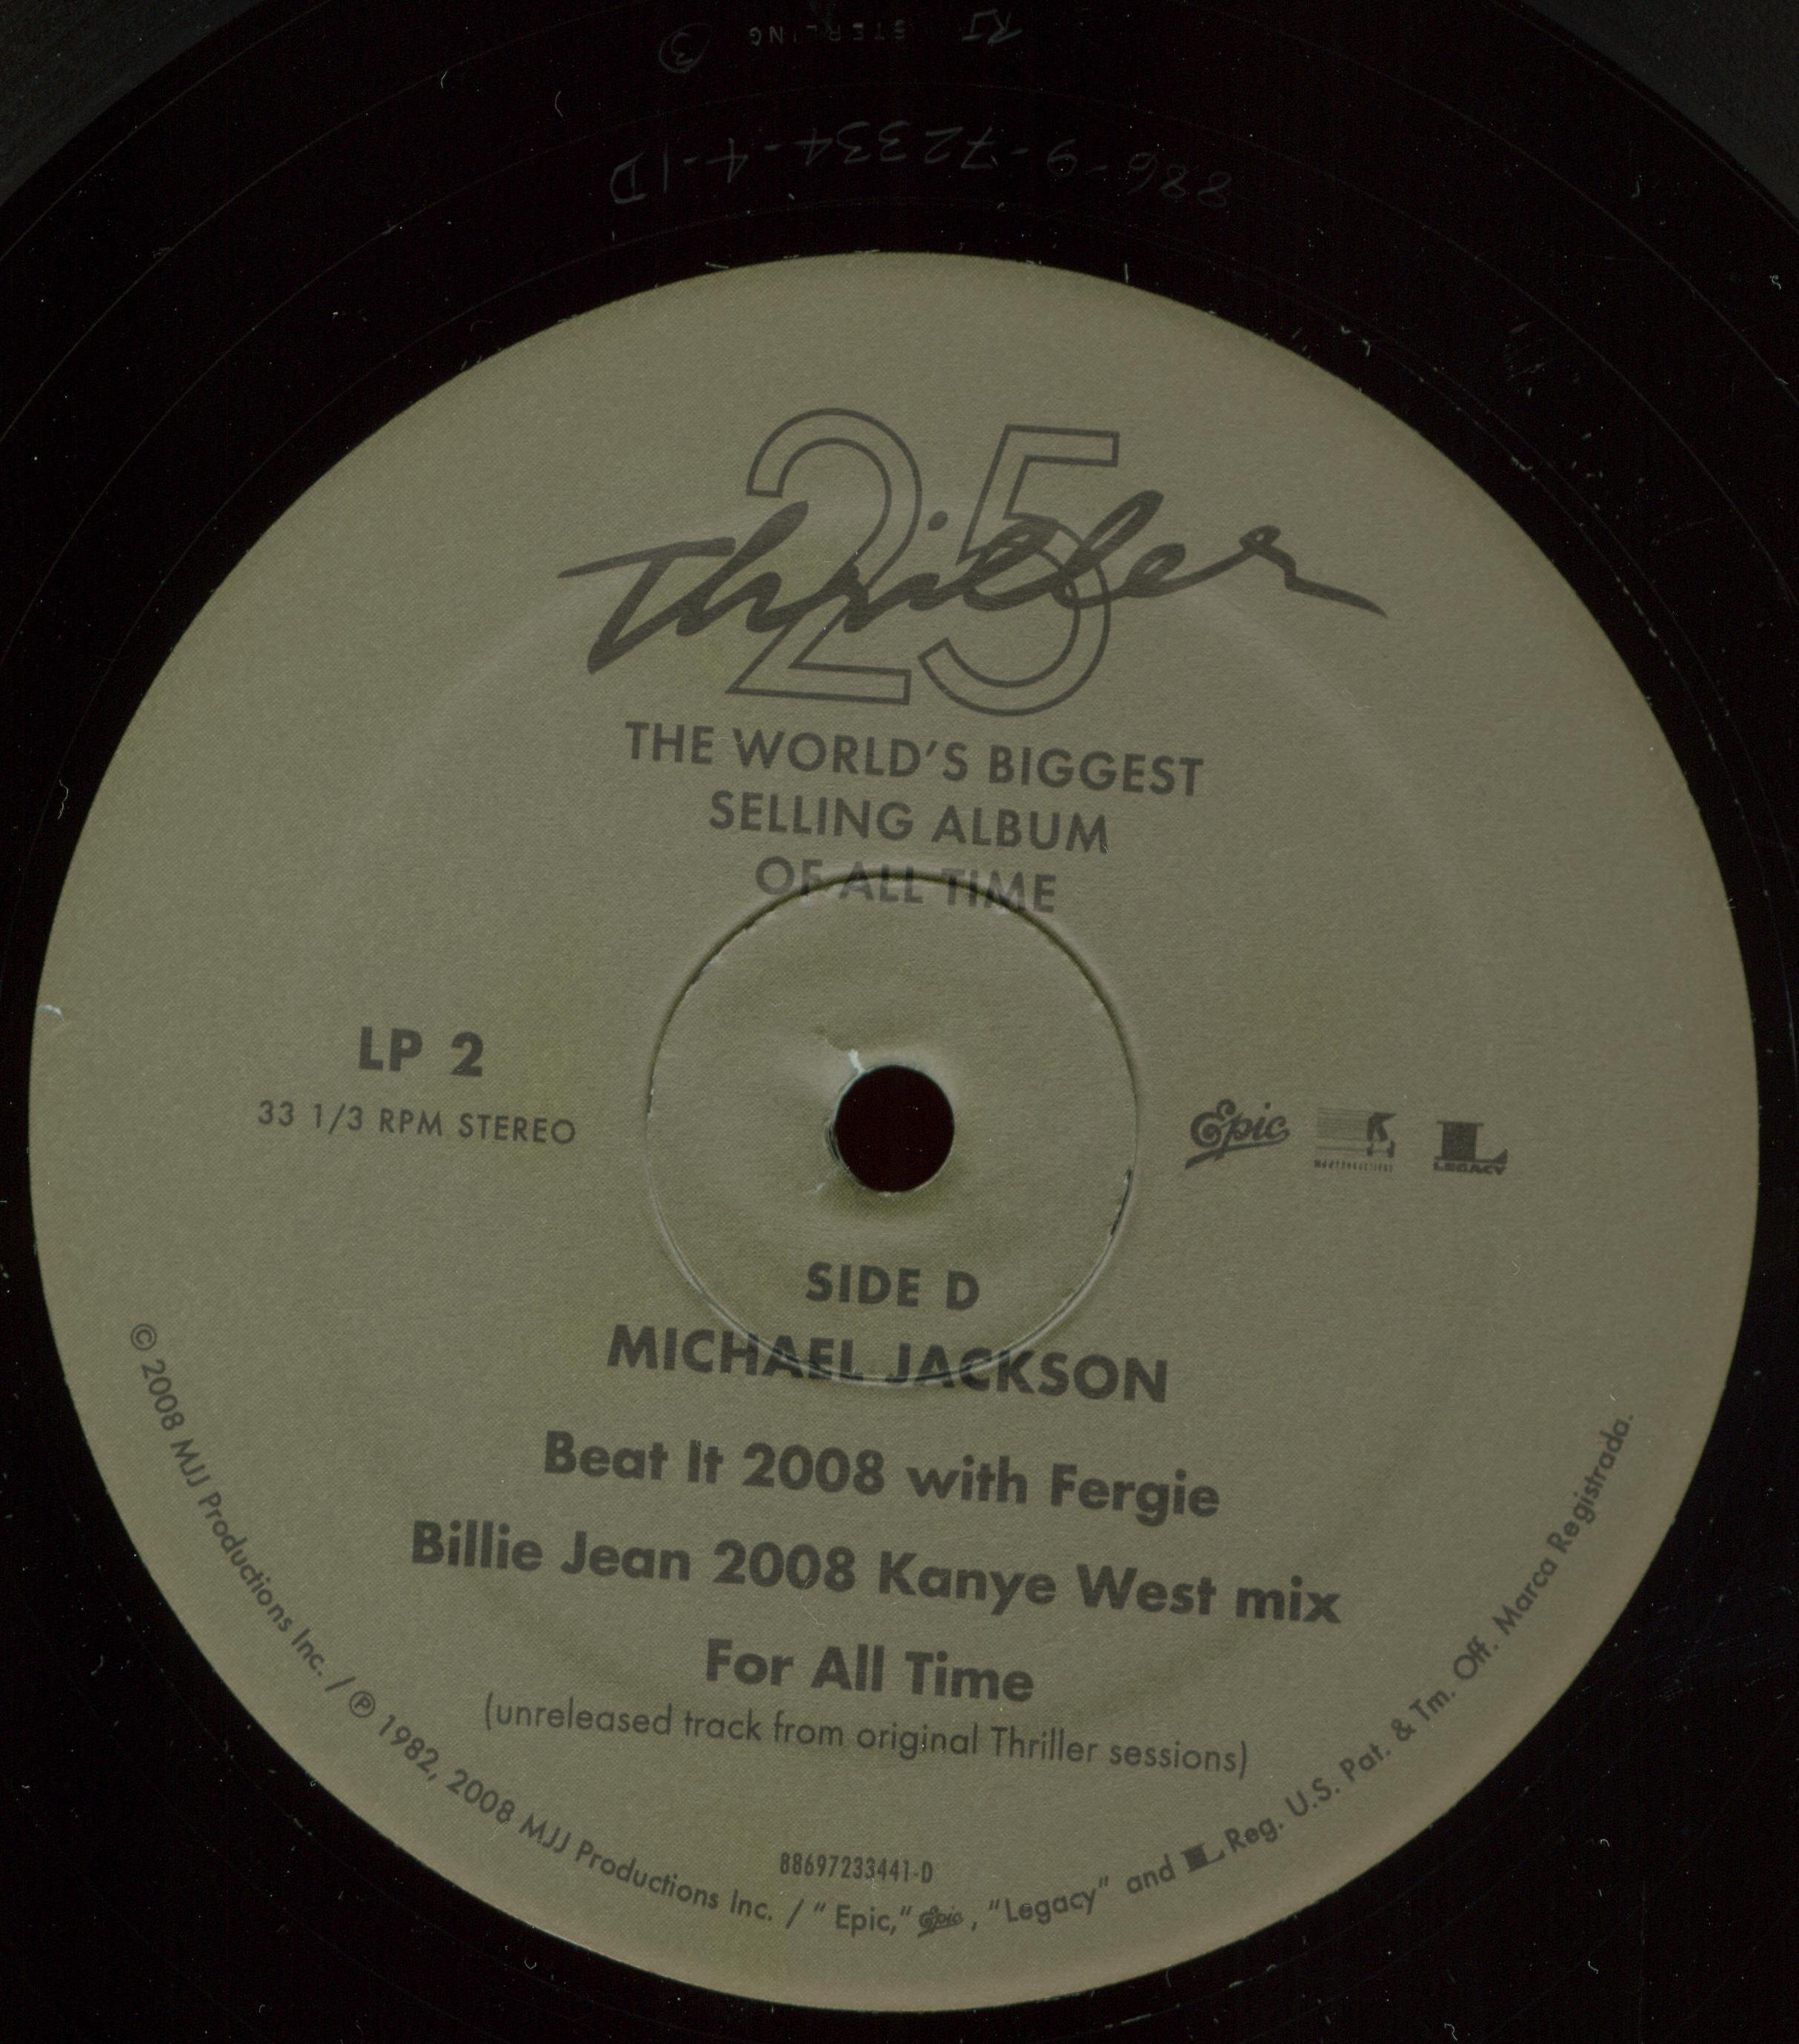 RJ STERLING 3
886-9-72334-4-1D
25
Thriller
THE WORLD'S BIGGEST
SELLING ALBUM
OF ALL TIME
LP 2
33 1/3 RPM STEREO
Epic
LEGACY
SIDE D
MICHAEL JACKSON
Beat It 2008 with Fergie
Billie Jean 2008 Kanye West mix
For All Time
(unreleased track from original Thriller sessions)
88697233441-D
© 2008 MJJ Productions Inc. / ℗ 1982, 2008 MJJ Productions Inc. / “ Epic,“ Epic, “Legacy” and L Reg. U.S. Pat. & Tm. Off. Marca Registrada.